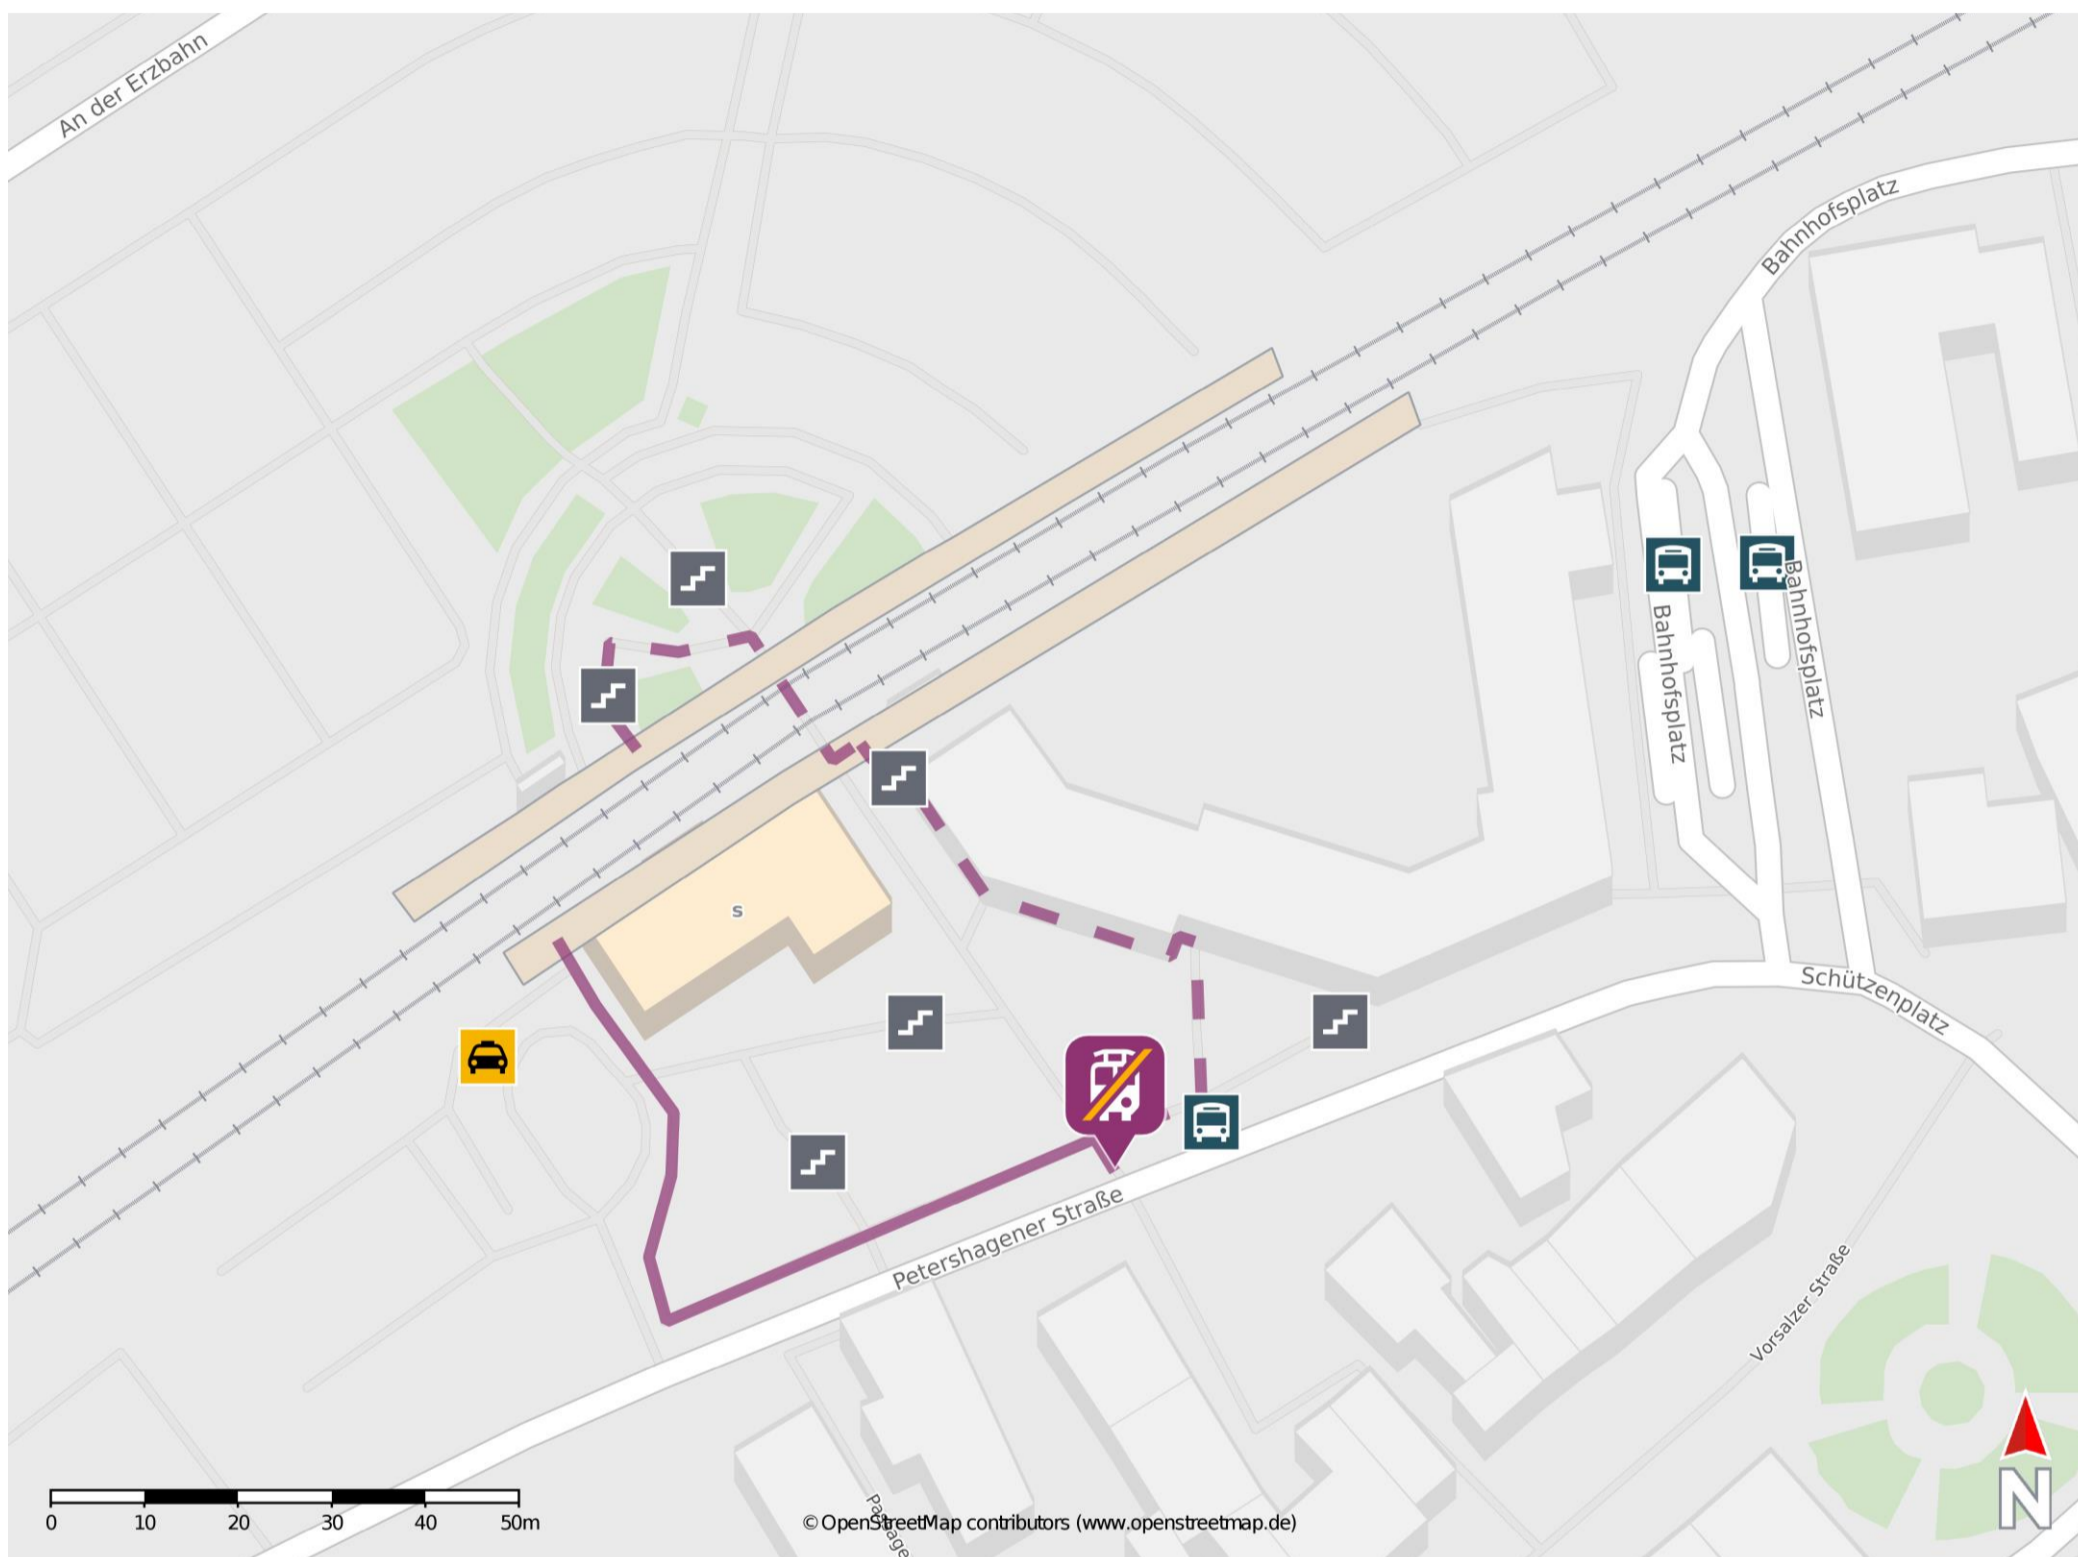 An der Erzbahn
Bahnhofsplatz
Bahnhofsplatz
Bahnhofsplatz
s
Schützenplatz
Petershagener Straße
Vorsalzer Straße
0 10 20 30 40 50m
© OpenStreetMap contributors (www.openstreetmap.de)
N